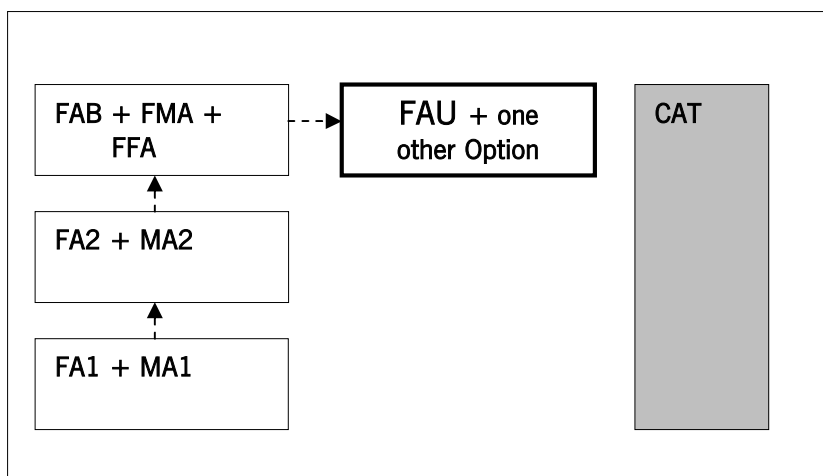 FAB + FMA +
FFA
FAU + one
other Option
CAT
FA2 + MA2
FA1 + MA1